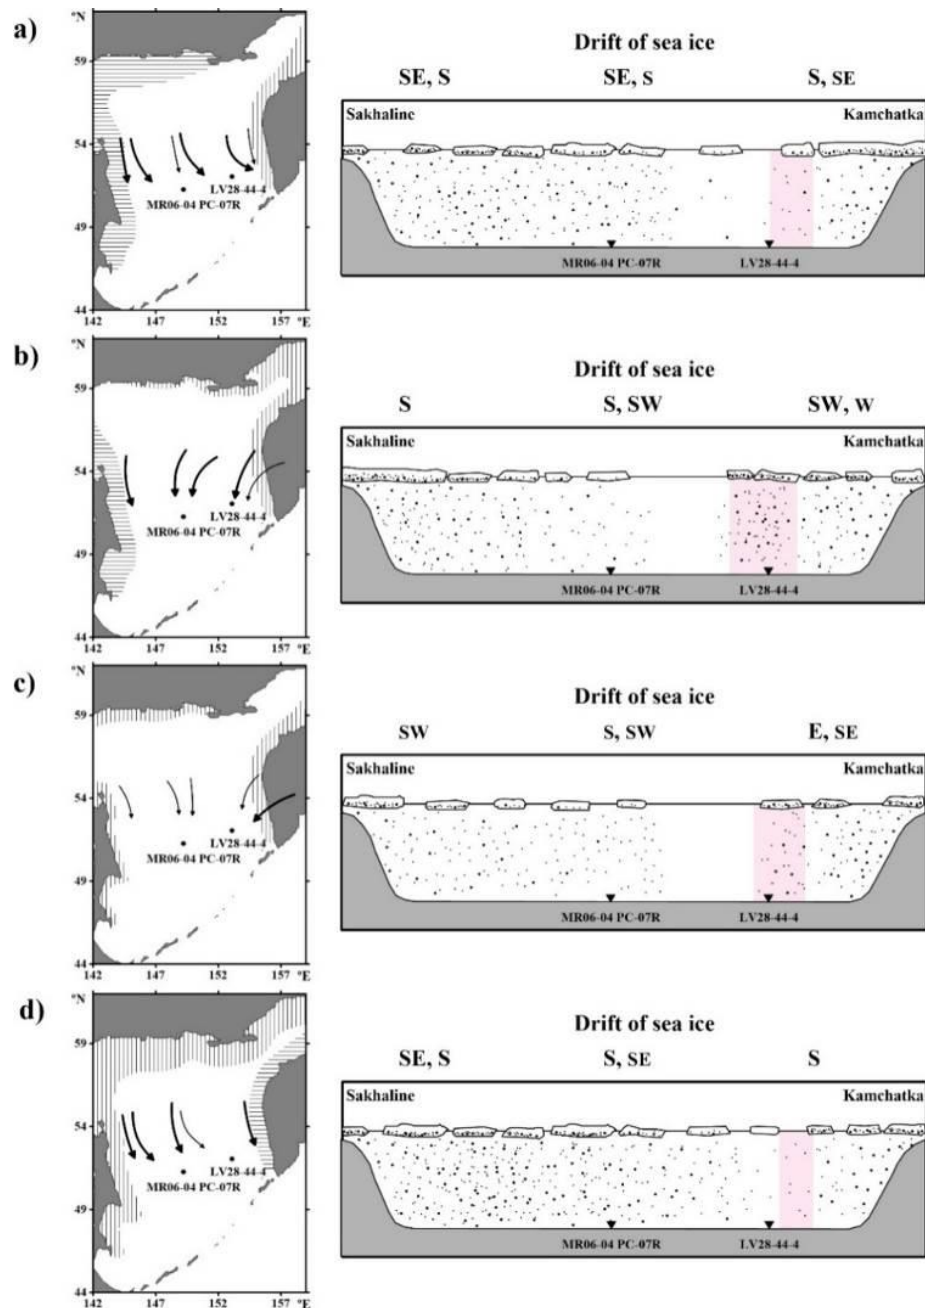 a)
°N
59
54
49
44
142 147 152 °E 157
LV28-44-4
MR06-04 PC-07R
Drift of sea ice
SE, S SE, S S, SE
Sakhaline Kamchatka
MR06-04 PC-07R LV28-44-4
b)
°N
59
54
49
44
142 147 152 °E 157
LV28-44-4
MR06-04 PC-07R
Drift of sea ice
S S, SW SW, W
Sakhaline Kamchatka
MR06-04 PC-07R LV28-44-4
c)
°N
59
54
49
44
142 147 152 °E 157
LV28-44-4
MR06-04 PC-07R
Drift of sea ice
SW S, SW E, SE
Sakhaline Kamchatka
MR06-04 PC-07R LV28-44-4
d)
°N
59
54
49
44
142 147 152 157 °E
LV28-44-4
MR06-04 PC-07R
Drift of sea ice
SE, S S, SE S
Sakhaline Kamchatka
MR06-04 PC-07R LV28-44-4